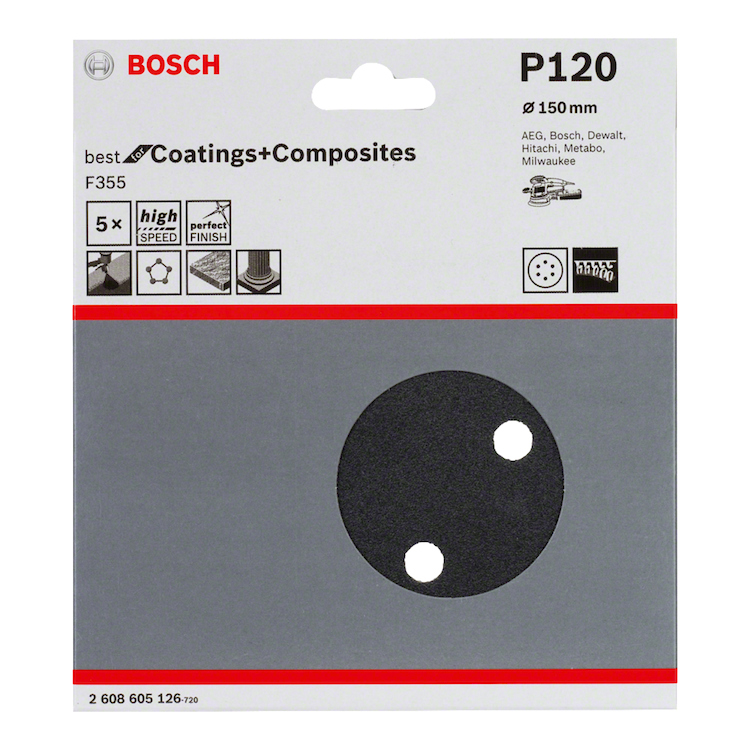 BOSCH
P120
Ø 150 mm
AEG, Bosch, Dewalt,
Hitachi, Metabo,
Milwaukee
best for Coatings+Composites
F355
5×
high
SPEED
perfect
FINISH
2 608 605 126-720